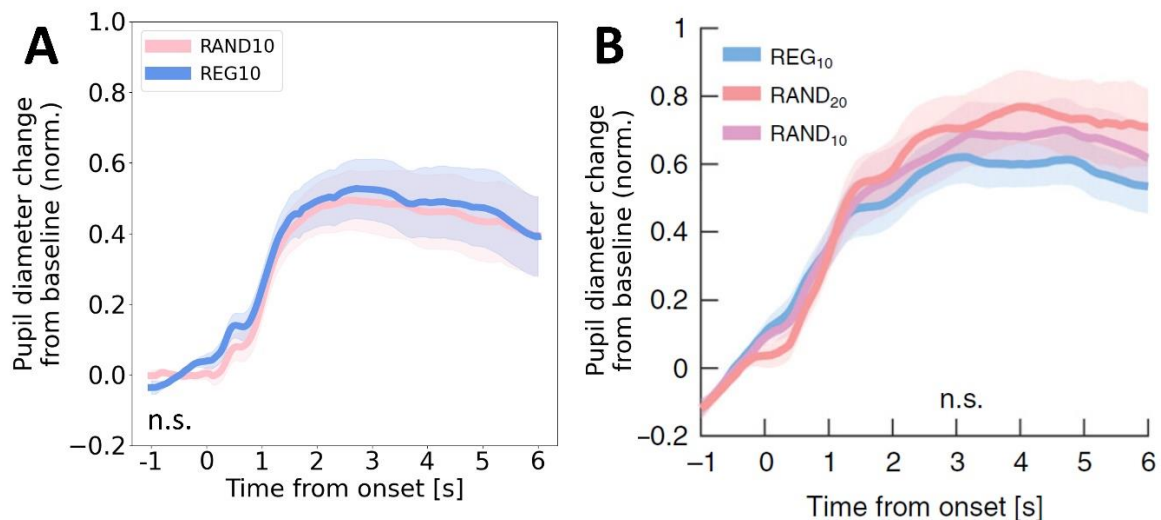 A
RAND10
REG10
Pupil diameter change
from baseline (norm.)
1.0
0.8
0.6
0.4
0.2
0.0
−0.2
n.s.
-1 0 1 2 3 4 5 6
Time from onset [s]
B
REG10
RAND20
RAND10
Pupil diameter change
from baseline (norm.)
1
0.8
0.6
0.4
0.2
0
−0.2
n.s.
−1 0 1 2 3 4 5 6
Time from onset [s]